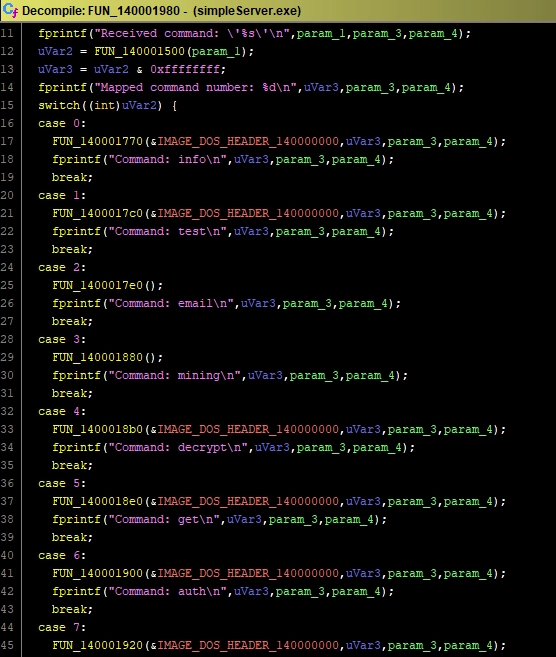 Decompile: FUN_140001980 - (simpleServer.exe)
11 fprintf("Received command: \'%s\'\n",param_1,param_3,param_4);
12 uVar2 = FUN_140001500(param_1);
13 uVar3 = uVar2 & 0xffffffff;
14 fprintf("Mapped command number: %d\n",uVar3,param_3,param_4);
15 switch((int)uVar2) {
16 case 0:
17 FUN_140001770(&IMAGE_DOS_HEADER_140000000,uVar3,param_3,param_4);
18 fprintf("Command: info\n",uVar3,param_3,param_4);
19 break;
20 case 1:
21 FUN_1400017c0(&IMAGE_DOS_HEADER_140000000,uVar3,param_3,param_4);
22 fprintf("Command: test\n",uVar3,param_3,param_4);
23 break;
24 case 2:
25 FUN_1400017e0();
26 fprintf("Command: email\n",uVar3,param_3,param_4);
27 break;
28 case 3:
29 FUN_140001880();
30 fprintf("Command: mining\n",uVar3,param_3,param_4);
31 break;
32 case 4:
33 FUN_1400018b0(&IMAGE_DOS_HEADER_140000000,uVar3,param_3,param_4);
34 fprintf("Command: decrypt\n",uVar3,param_3,param_4);
35 break;
36 case 5:
37 FUN_1400018e0(&IMAGE_DOS_HEADER_140000000,uVar3,param_3,param_4);
38 fprintf("Command: get\n",uVar3,param_3,param_4);
39 break;
40 case 6:
41 FUN_140001900(&IMAGE_DOS_HEADER_140000000,uVar3,param_3,param_4);
42 fprintf("Command: auth\n",uVar3,param_3,param_4);
43 break;
44 case 7:
45 FUN_140001920(&IMAGE_DOS_HEADER_140000000,uVar3,param_3,param_4);